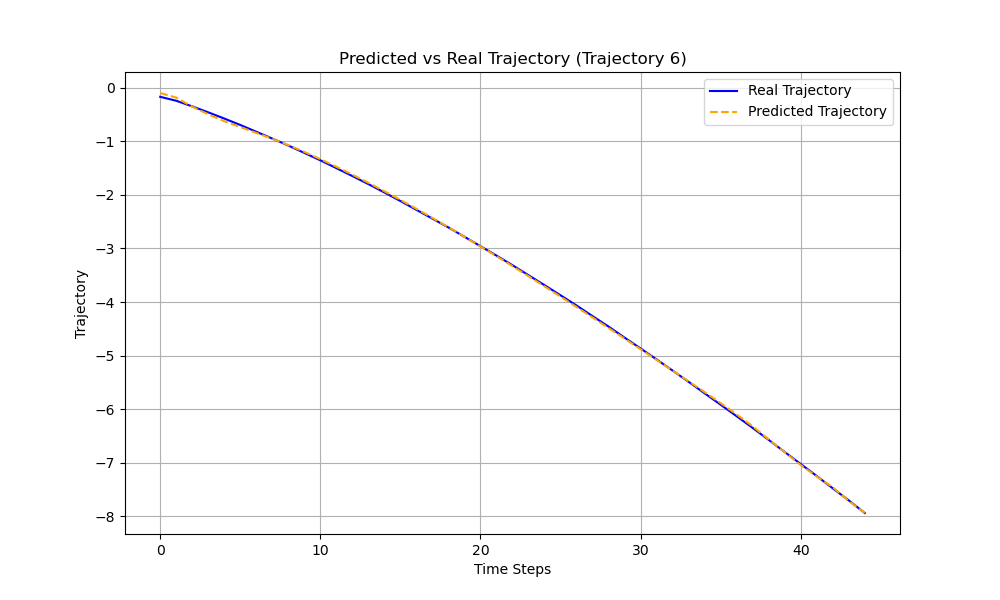 Predicted vs Real Trajectory (Trajectory 6)
Real Trajectory
Predicted Trajectory
0
−1
−2
−3
−4
−5
−6
−7
−8
Trajectory
0 10 20 30 40
Time Steps